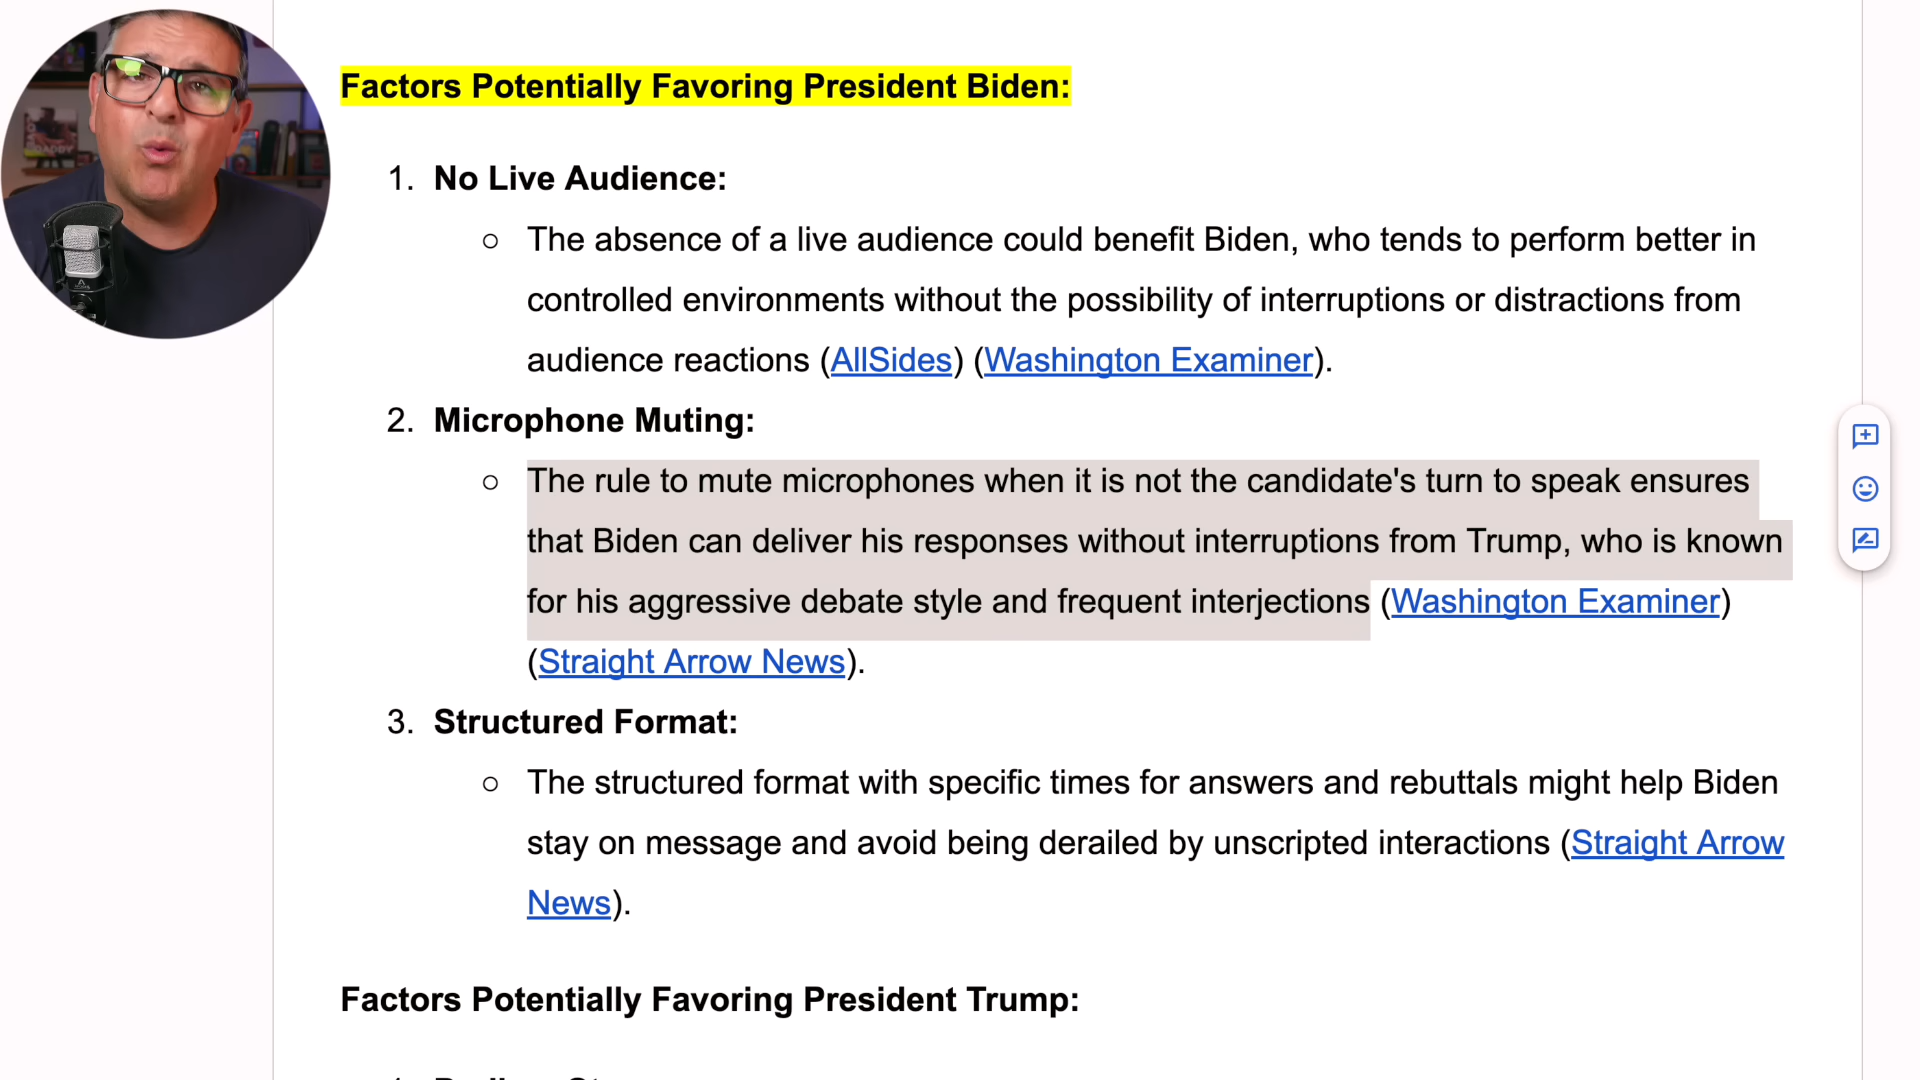 Factors Potentially Favoring President Biden:
1. No Live Audience:
○ The absence of a live audience could benefit Biden, who tends to perform better in
controlled environments without the possibility of interruptions or distractions from
audience reactions (AllSides) (Washington Examiner).
2. Microphone Muting:
○ The rule to mute microphones when it is not the candidate's turn to speak ensures
that Biden can deliver his responses without interruptions from Trump, who is known
for his aggressive debate style and frequent interjections (Washington Examiner)
(Straight Arrow News).
3. Structured Format:
○ The structured format with specific times for answers and rebuttals might help Biden
stay on message and avoid being derailed by unscripted interactions (Straight Arrow
News).
Factors Potentially Favoring President Trump: